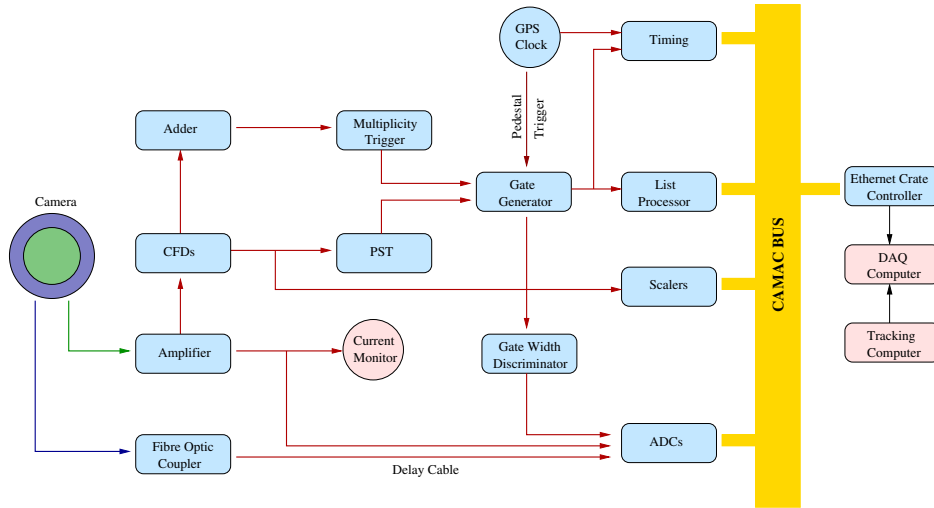 GPS
Clock
Timing
Pedestal
Trigger
Adder
Multiplicity
Trigger
Gate
Generator
List
Processor
Ethernet Crate
Controller
Camera
CFDs
PST
Scalers
CAMAC BUS
DAQ
Computer
Amplifier
Current
Monitor
Gate Width
Discriminator
Tracking
Computer
Fibre Optic
Coupler
Delay Cable
ADCs